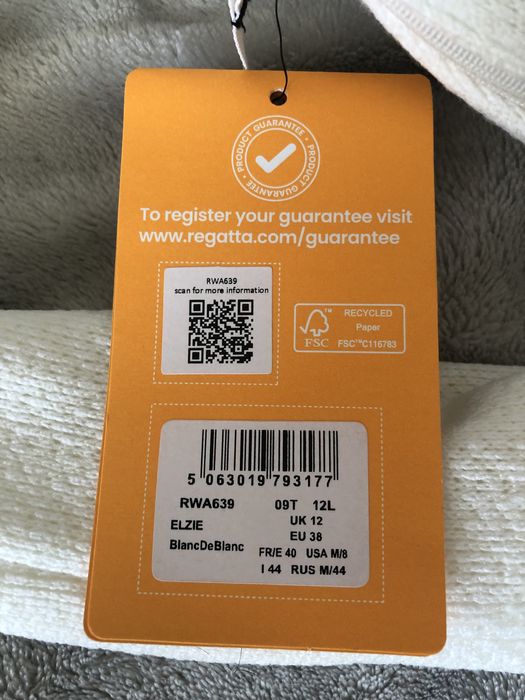 PRODUCT GUARANTEE • PRODUCT GUARANTEE •
To register your guarantee visit
www.regatta.com/guarantee
RWA639
scan for more information
FSC™
RECYCLED
Paper
FSC™C116783
5 063019 793177
RWA639 09T 12L
ELZIE UK 12
EU 38
BlancDeBlanc FR/E 40 USA M/8
I 44 RUS M/44